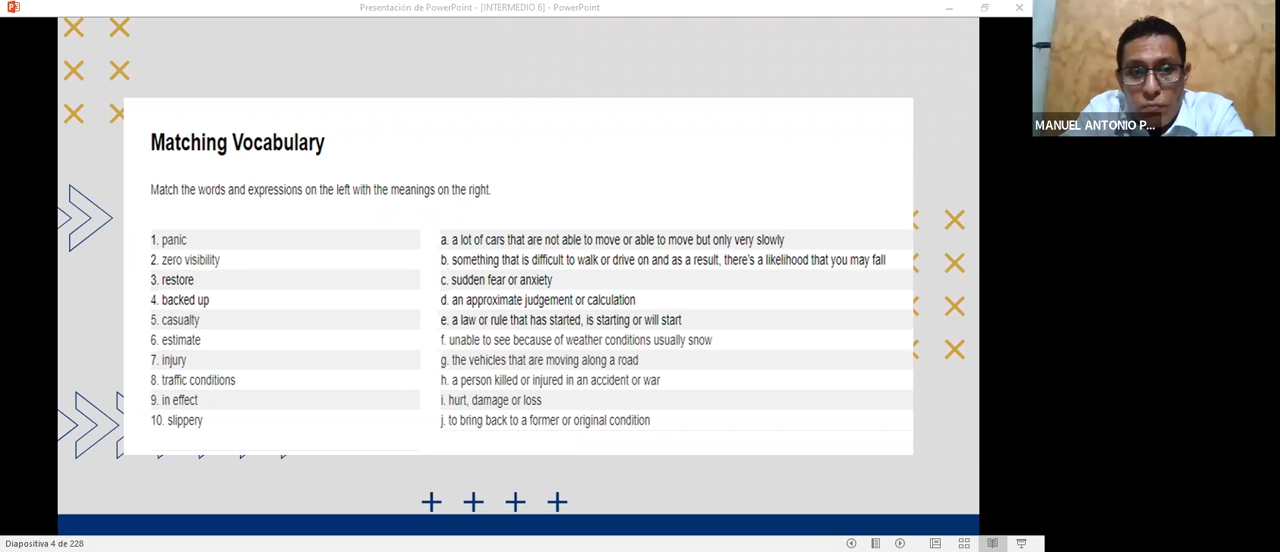 Presentación de PowerPoint - [INTERMEDIO 6] - PowerPoint
MANUEL ANTONIO P...
Matching Vocabulary
Match the words and expressions on the left with the meanings on the right.
1. panic
2. zero visibility
3. restore
4. backed up
5. casualty
6. estimate
7. injury
8. traffic conditions
9. in effect
10. slippery
a. a lot of cars that are not able to move or able to move but only very slowly
b. something that is difficult to walk or drive on and as a result, there's a likelihood that you may fall
c. sudden fear or anxiety
d. an approximate judgement or calculation
e. a law or rule that has started, is starting or will start
f. unable to see because of weather conditions usually snow
g. the vehicles that are moving along a road
h. a person killed or injured in an accident or war
i. hurt, damage or loss
j. to bring back to a former or original condition
Diapositiva 4 de 228